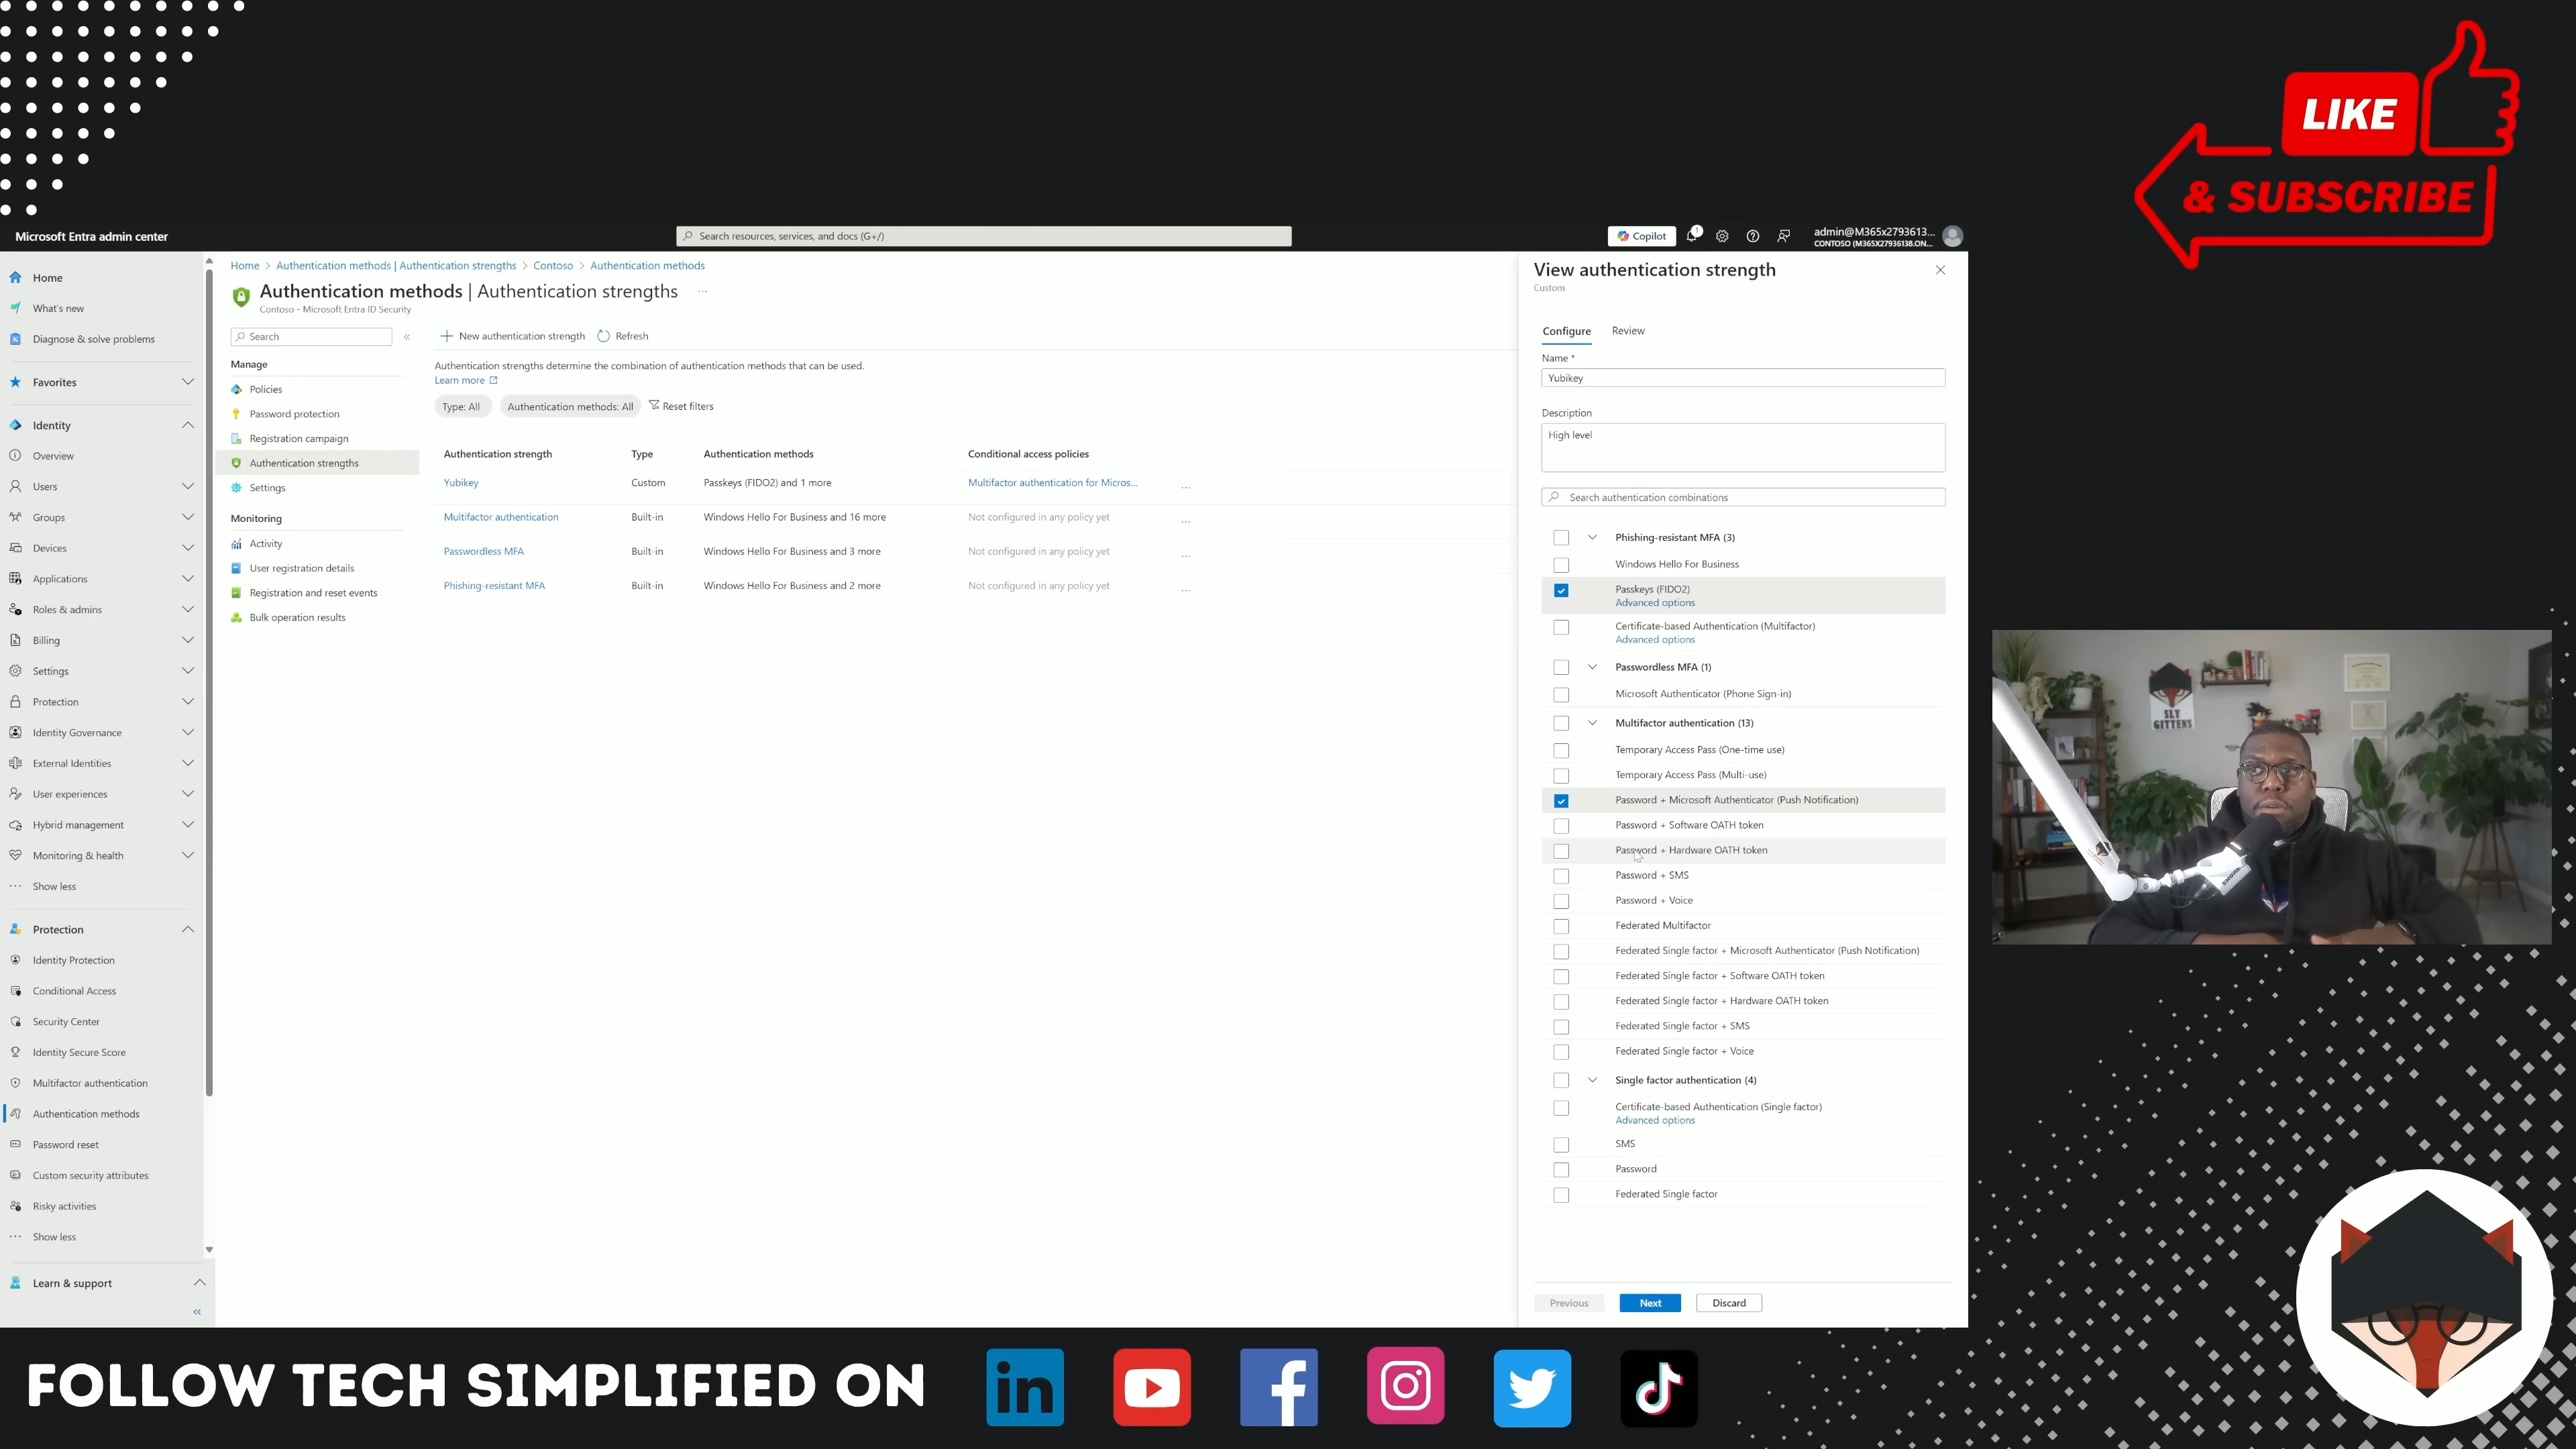 LIKE
& SUBSCRIBE
Microsoft Entra admin center
Search resources, services, and docs (G+/)
Copilot
1
admin@M365x2793613...
CONTOSO (M365X27936138.ON...
Home
What's new
Diagnose & solve problems
Favorites
Identity
Overview
Users
Groups
Devices
Applications
Roles & admins
Billing
Settings
Protection
Identity Governance
External Identities
User experiences
Hybrid management
Monitoring & health
Show less
Protection
Identity Protection
Conditional Access
Security Center
Identity Secure Score
Multifactor authentication
Authentication methods
Password reset
Custom security attributes
Risky activities
Show less
Learn & support
Home > Authentication methods | Authentication strengths > Contoso > Authentication methods
Authentication methods | Authentication strengths ...
Contoso - Microsoft Entra ID Security
Search
Manage
Policies
Password protection
Registration campaign
Authentication strengths
Settings
Monitoring
Activity
User registration details
Registration and reset events
Bulk operation results
New authentication strength Refresh
Authentication strengths determine the combination of authentication methods that can be used.
Learn more
Type: All Authentication methods: All Reset filters
Authentication strength Type Authentication methods Conditional access policies
Yubikey Custom Passkeys (FIDO2) and 1 more Multifactor authentication for Micros... ...
Multifactor authentication Built-in Windows Hello For Business and 16 more Not configured in any policy yet ...
Passwordless MFA Built-in Windows Hello For Business and 3 more Not configured in any policy yet ...
Phishing-resistant MFA Built-in Windows Hello For Business and 2 more Not configured in any policy yet ...
View authentication strength
Custom
Configure Review
Name *
Yubikey
Description
High level
Search authentication combinations
Phishing-resistant MFA (3)
Windows Hello For Business
Passkeys (FIDO2)
Advanced options
Certificate-based Authentication (Multifactor)
Advanced options
Passwordless MFA (1)
Microsoft Authenticator (Phone Sign-in)
Multifactor authentication (13)
Temporary Access Pass (One-time use)
Temporary Access Pass (Multi-use)
Password + Microsoft Authenticator (Push Notification)
Password + Software OATH token
Password + Hardware OATH token
Password + SMS
Password + Voice
Federated Multifactor
Federated Single factor + Microsoft Authenticator (Push Notification)
Federated Single factor + Software OATH token
Federated Single factor + Hardware OATH token
Federated Single factor + SMS
Federated Single factor + Voice
Single factor authentication (4)
Certificate-based Authentication (Single factor)
Advanced options
SMS
Password
Federated Single factor
Previous Next Discard
SLY
GITTENS
FOLLOW TECH SIMPLIFIED ON
in